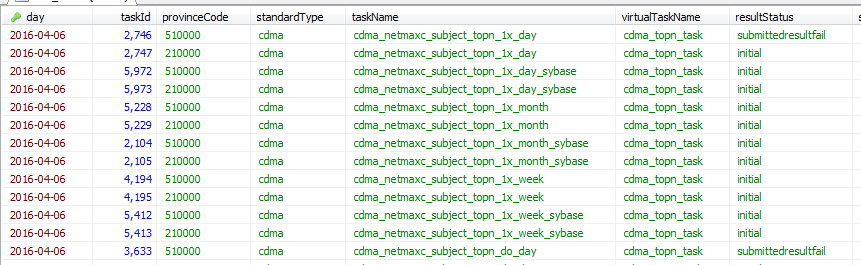 day taskId provinceCode standardType taskName virtualTaskName resultStatus
2016-04-06 2,746 510000 cdma cdma_netmaxc_subject_topn_1x_day cdma_topn_task submittedresultfail
2016-04-06 2,747 210000 cdma cdma_netmaxc_subject_topn_1x_day cdma_topn_task initial
2016-04-06 5,972 510000 cdma cdma_netmaxc_subject_topn_1x_day_sybase cdma_topn_task initial
2016-04-06 5,973 210000 cdma cdma_netmaxc_subject_topn_1x_day_sybase cdma_topn_task initial
2016-04-06 5,228 510000 cdma cdma_netmaxc_subject_topn_1x_month cdma_topn_task initial
2016-04-06 5,229 210000 cdma cdma_netmaxc_subject_topn_1x_month cdma_topn_task initial
2016-04-06 2,104 510000 cdma cdma_netmaxc_subject_topn_1x_month_sybase cdma_topn_task initial
2016-04-06 2,105 210000 cdma cdma_netmaxc_subject_topn_1x_month_sybase cdma_topn_task initial
2016-04-06 4,194 510000 cdma cdma_netmaxc_subject_topn_1x_week cdma_topn_task initial
2016-04-06 4,195 210000 cdma cdma_netmaxc_subject_topn_1x_week cdma_topn_task initial
2016-04-06 5,412 510000 cdma cdma_netmaxc_subject_topn_1x_week_sybase cdma_topn_task initial
2016-04-06 5,413 210000 cdma cdma_netmaxc_subject_topn_1x_week_sybase cdma_topn_task initial
2016-04-06 3,633 510000 cdma cdma_netmaxc_subject_topn_do_day cdma_topn_task submittedresultfail